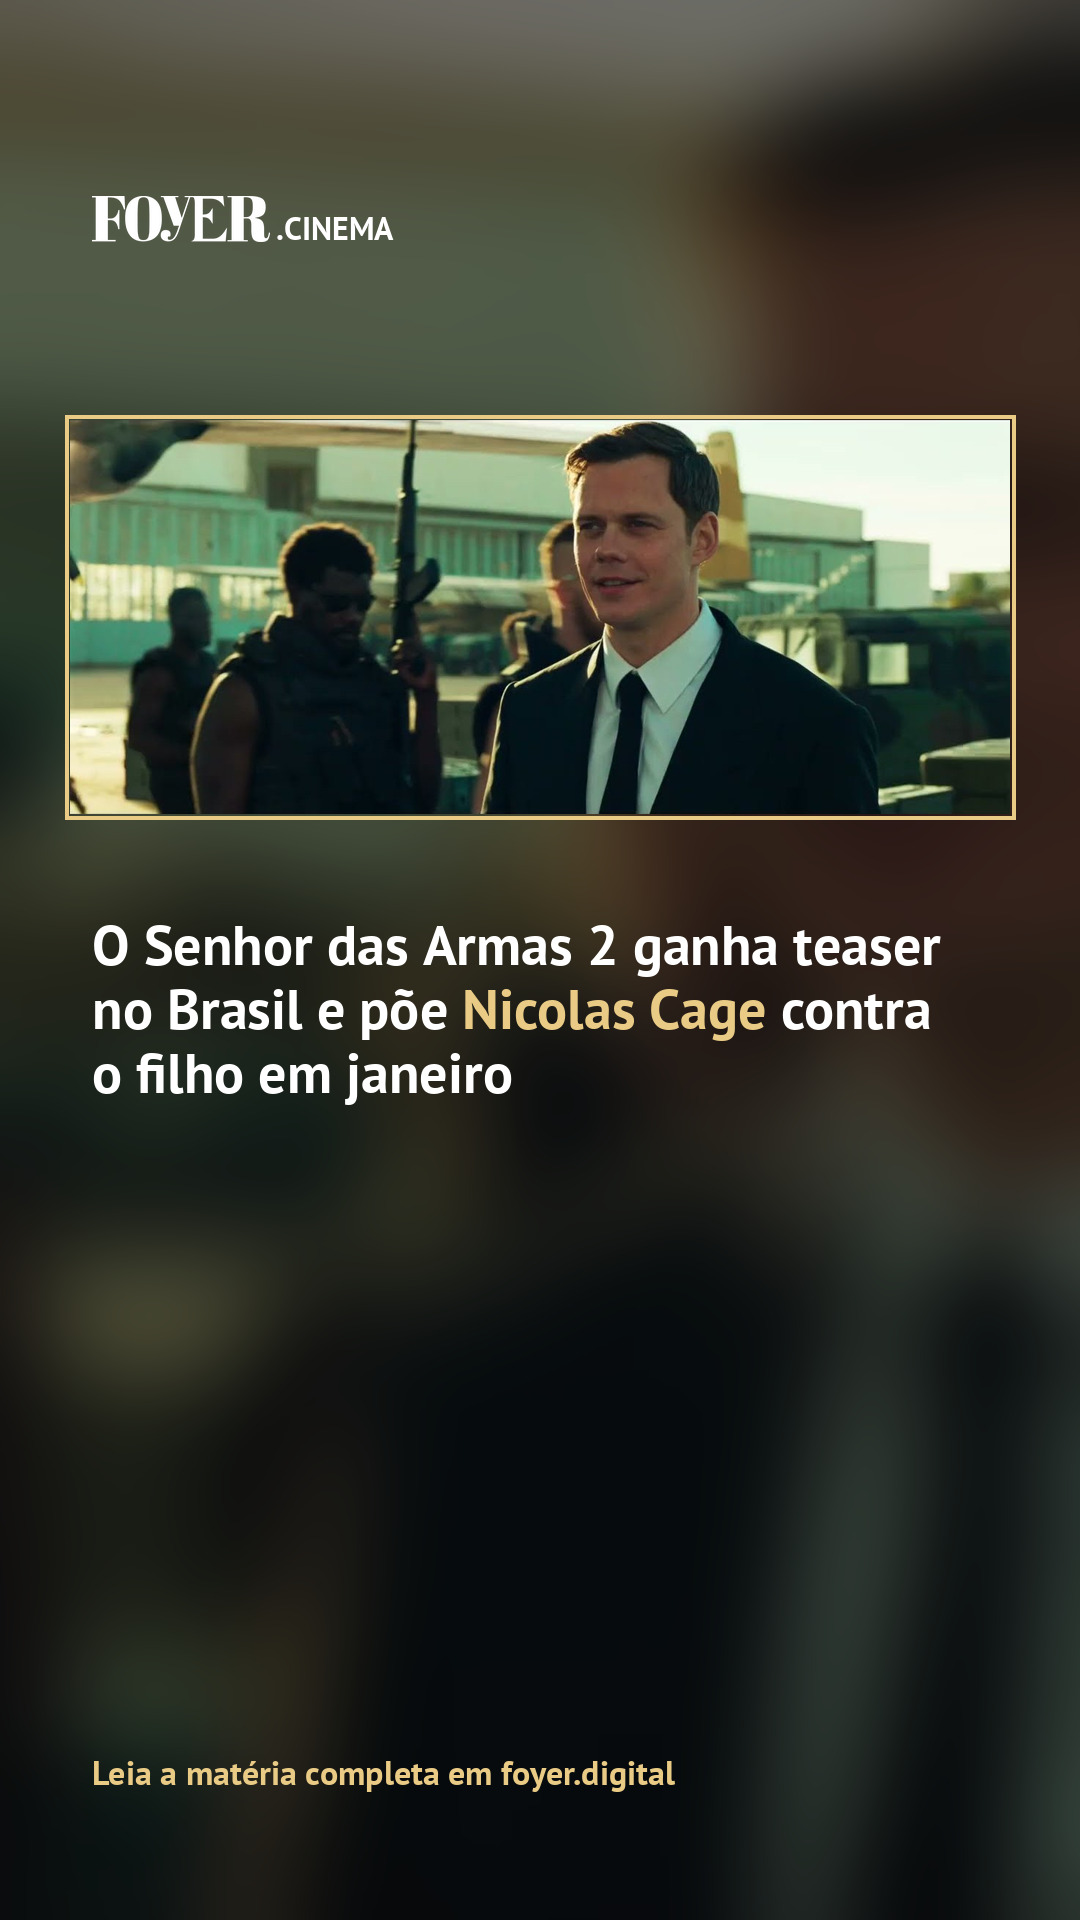 FOYER .CINEMA
O Senhor das Armas 2 ganha teaser
no Brasil e põe Nicolas Cage contra
o filho em janeiro
Leia a matéria completa em foyer.digital